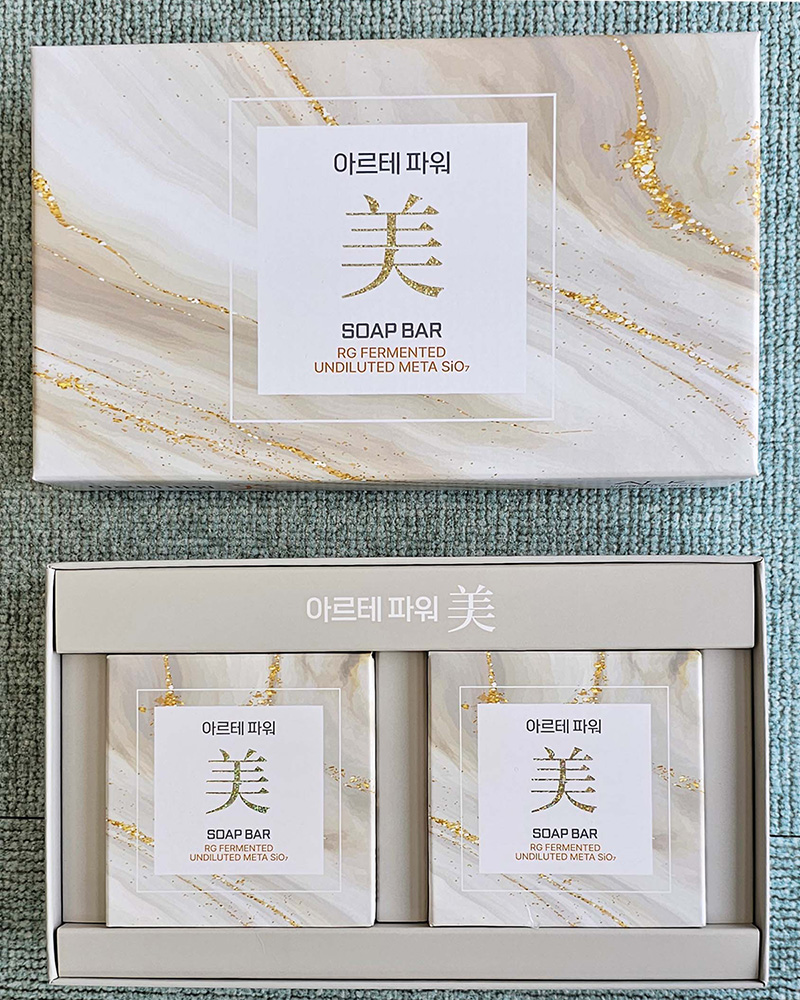 아르테 파워
美
SOAP BAR
RG FERMENTED
UNDILUTED META SiO₇
아르테 파워 美
아르테 파워
美
SOAP BAR
RG FERMENTED
UNDILUTED META SiO₇
아르테 파워
美
SOAP BAR
RG FERMENTED
UNDILUTED META SiO₇